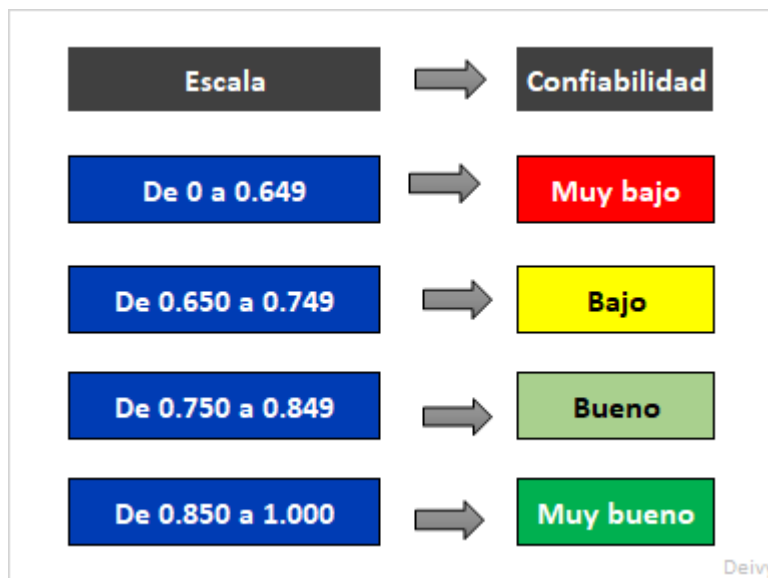 Escala
Confiabilidad
De 0 a 0.649
Muy bajo
De 0.650 a 0.749
Bajo
De 0.750 a 0.849
Bueno
De 0.850 a 1.000
Muy bueno